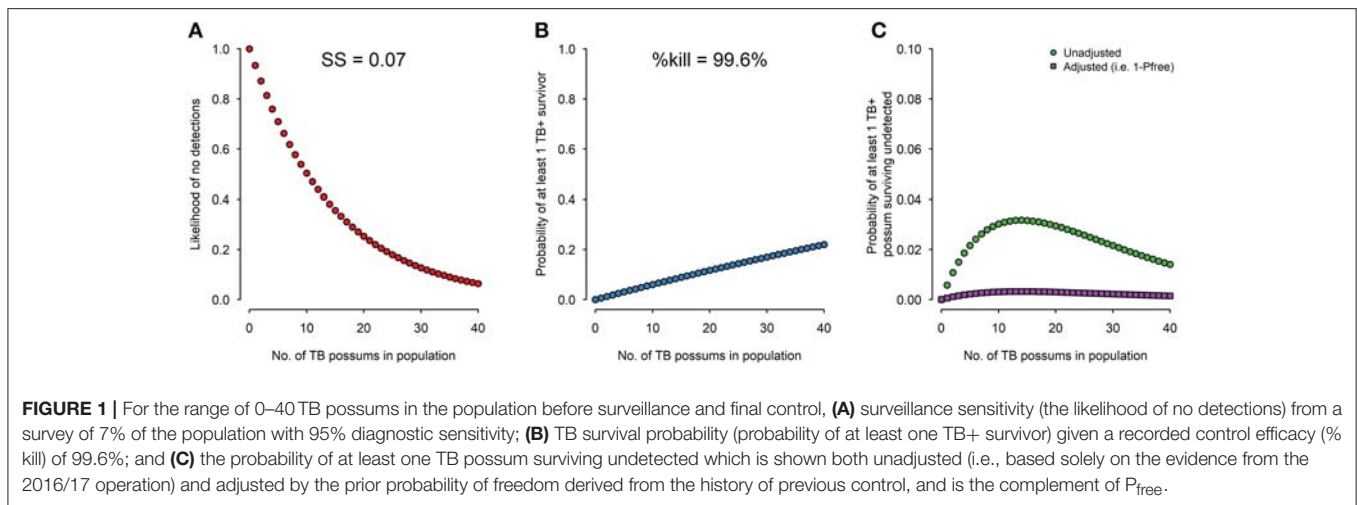 A
SS = 0.07
Likelihood of no detections
1.0
0.8
0.6
0.4
0.2
0.0
0 10 20 30 40
No. of TB possums in population
B
%kill = 99.6%
Probability of at least 1 TB+ survivor
1.0
0.8
0.6
0.4
0.2
0.0
0 10 20 30 40
No. of TB possums in population
C
Unadjusted
Adjusted (i.e. 1-Pfree)
Probability of at least 1 TB+
possum surviving undetected
0.10
0.08
0.06
0.04
0.02
0.00
0 10 20 30 40
No. of TB possums in population
FIGURE 1 | For the range of 0–40 TB possums in the population before surveillance and final control, (A) surveillance sensitivity (the likelihood of no detections) from a
survey of 7% of the population with 95% diagnostic sensitivity; (B) TB survival probability (probability of at least one TB+ survivor) given a recorded control efficacy (%
kill) of 99.6%; and (C) the probability of at least one TB possum surviving undetected which is shown both unadjusted (i.e., based solely on the evidence from the
2016/17 operation) and adjusted by the prior probability of freedom derived from the history of previous control, and is the complement of Pfree.